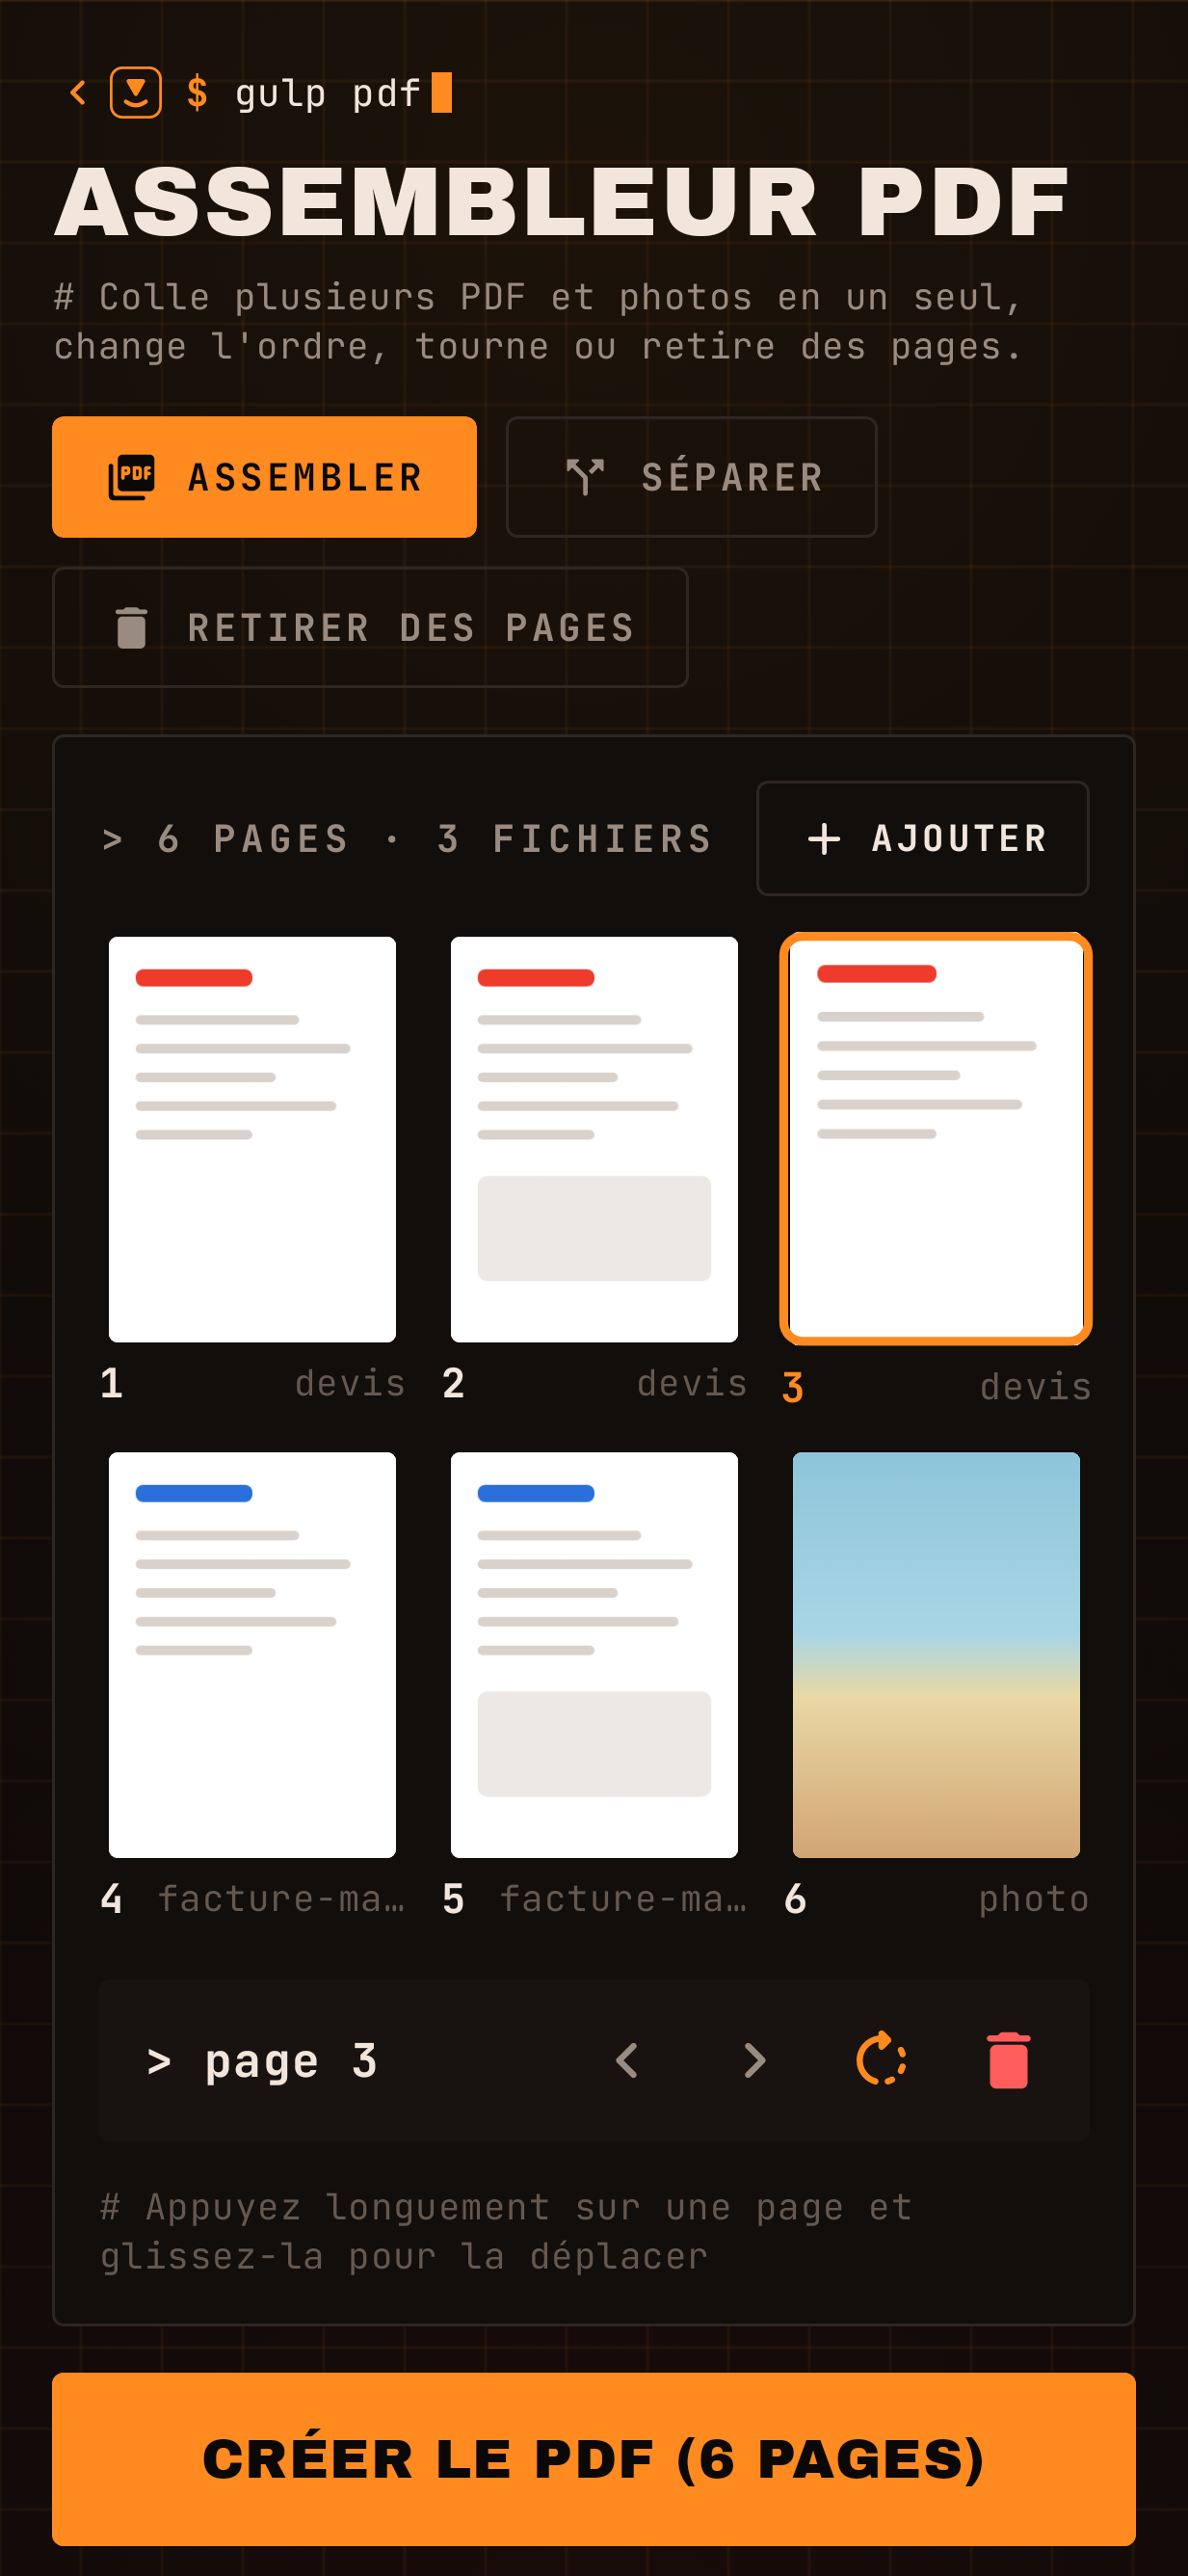 $ gulp pdf
ASSEMBLEUR PDF
# Colle plusieurs PDF et photos en un seul,
change l'ordre, tourne ou retire des pages.
PDF ASSEMBLER
SÉPARER
RETIRER DES PAGES
> 6 PAGES · 3 FICHIERS
+ AJOUTER
1 devis
2 devis
3 devis
4 facture-ma…
5 facture-ma…
6 photo
> page 3
# Appuyez longuement sur une page et
glissez-la pour la déplacer
CRÉER LE PDF (6 PAGES)